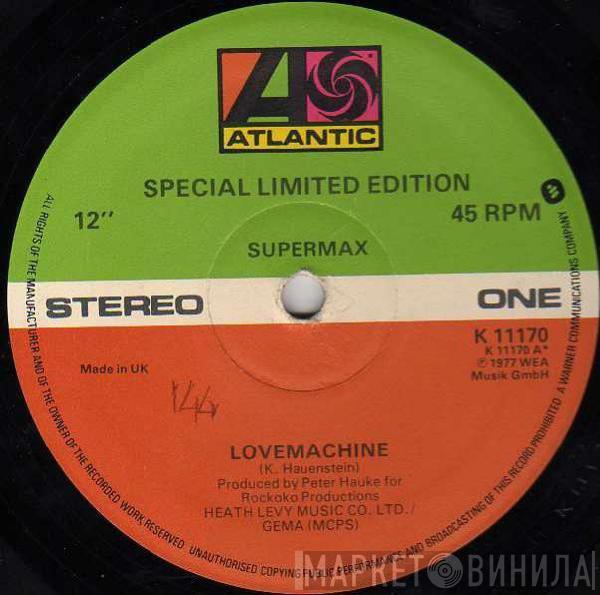 ATLANTIC
SPECIAL LIMITED EDITION
12"
45 RPM
SUPERMAX
STEREO
ONE
K 11170
K 11170 A*
℗ 1977 WEA
Musik GmbH
Made in UK
144
LOVEMACHINE
(K. Hauenstein)
Produced by Peter Hauke for
Rockoko Productions
HEATH LEVY MUSIC CO. LTD./
GEMA (MCPS)
ALL RIGHTS OF THE MANUFACTURER AND OF THE OWNER OF THE RECORDED WORK RESERVED UNAUTHORISED COPYING PUBLIC PERFORMANCE AND BROADCASTING OF THIS RECORD PROHIBITED A WARNER COMMUNICATIONS COMPANY
МАРКЕТ ВИНИЛА